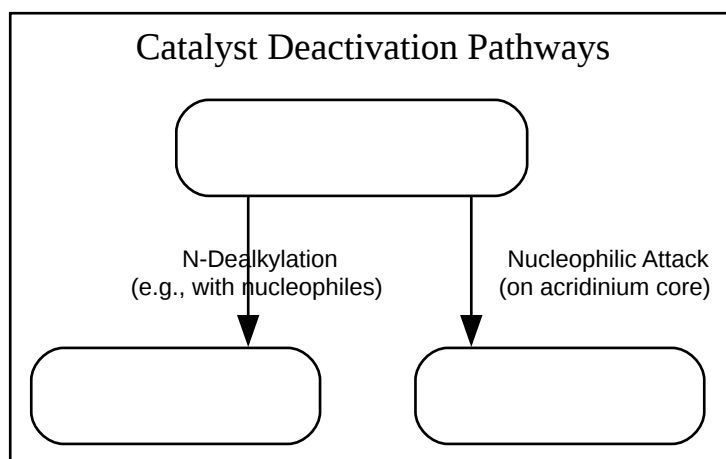 Catalyst Deactivation Pathways
N-Dealkylation
(e.g., with nucleophiles)
Nucleophilic Attack
(on acridinium core)